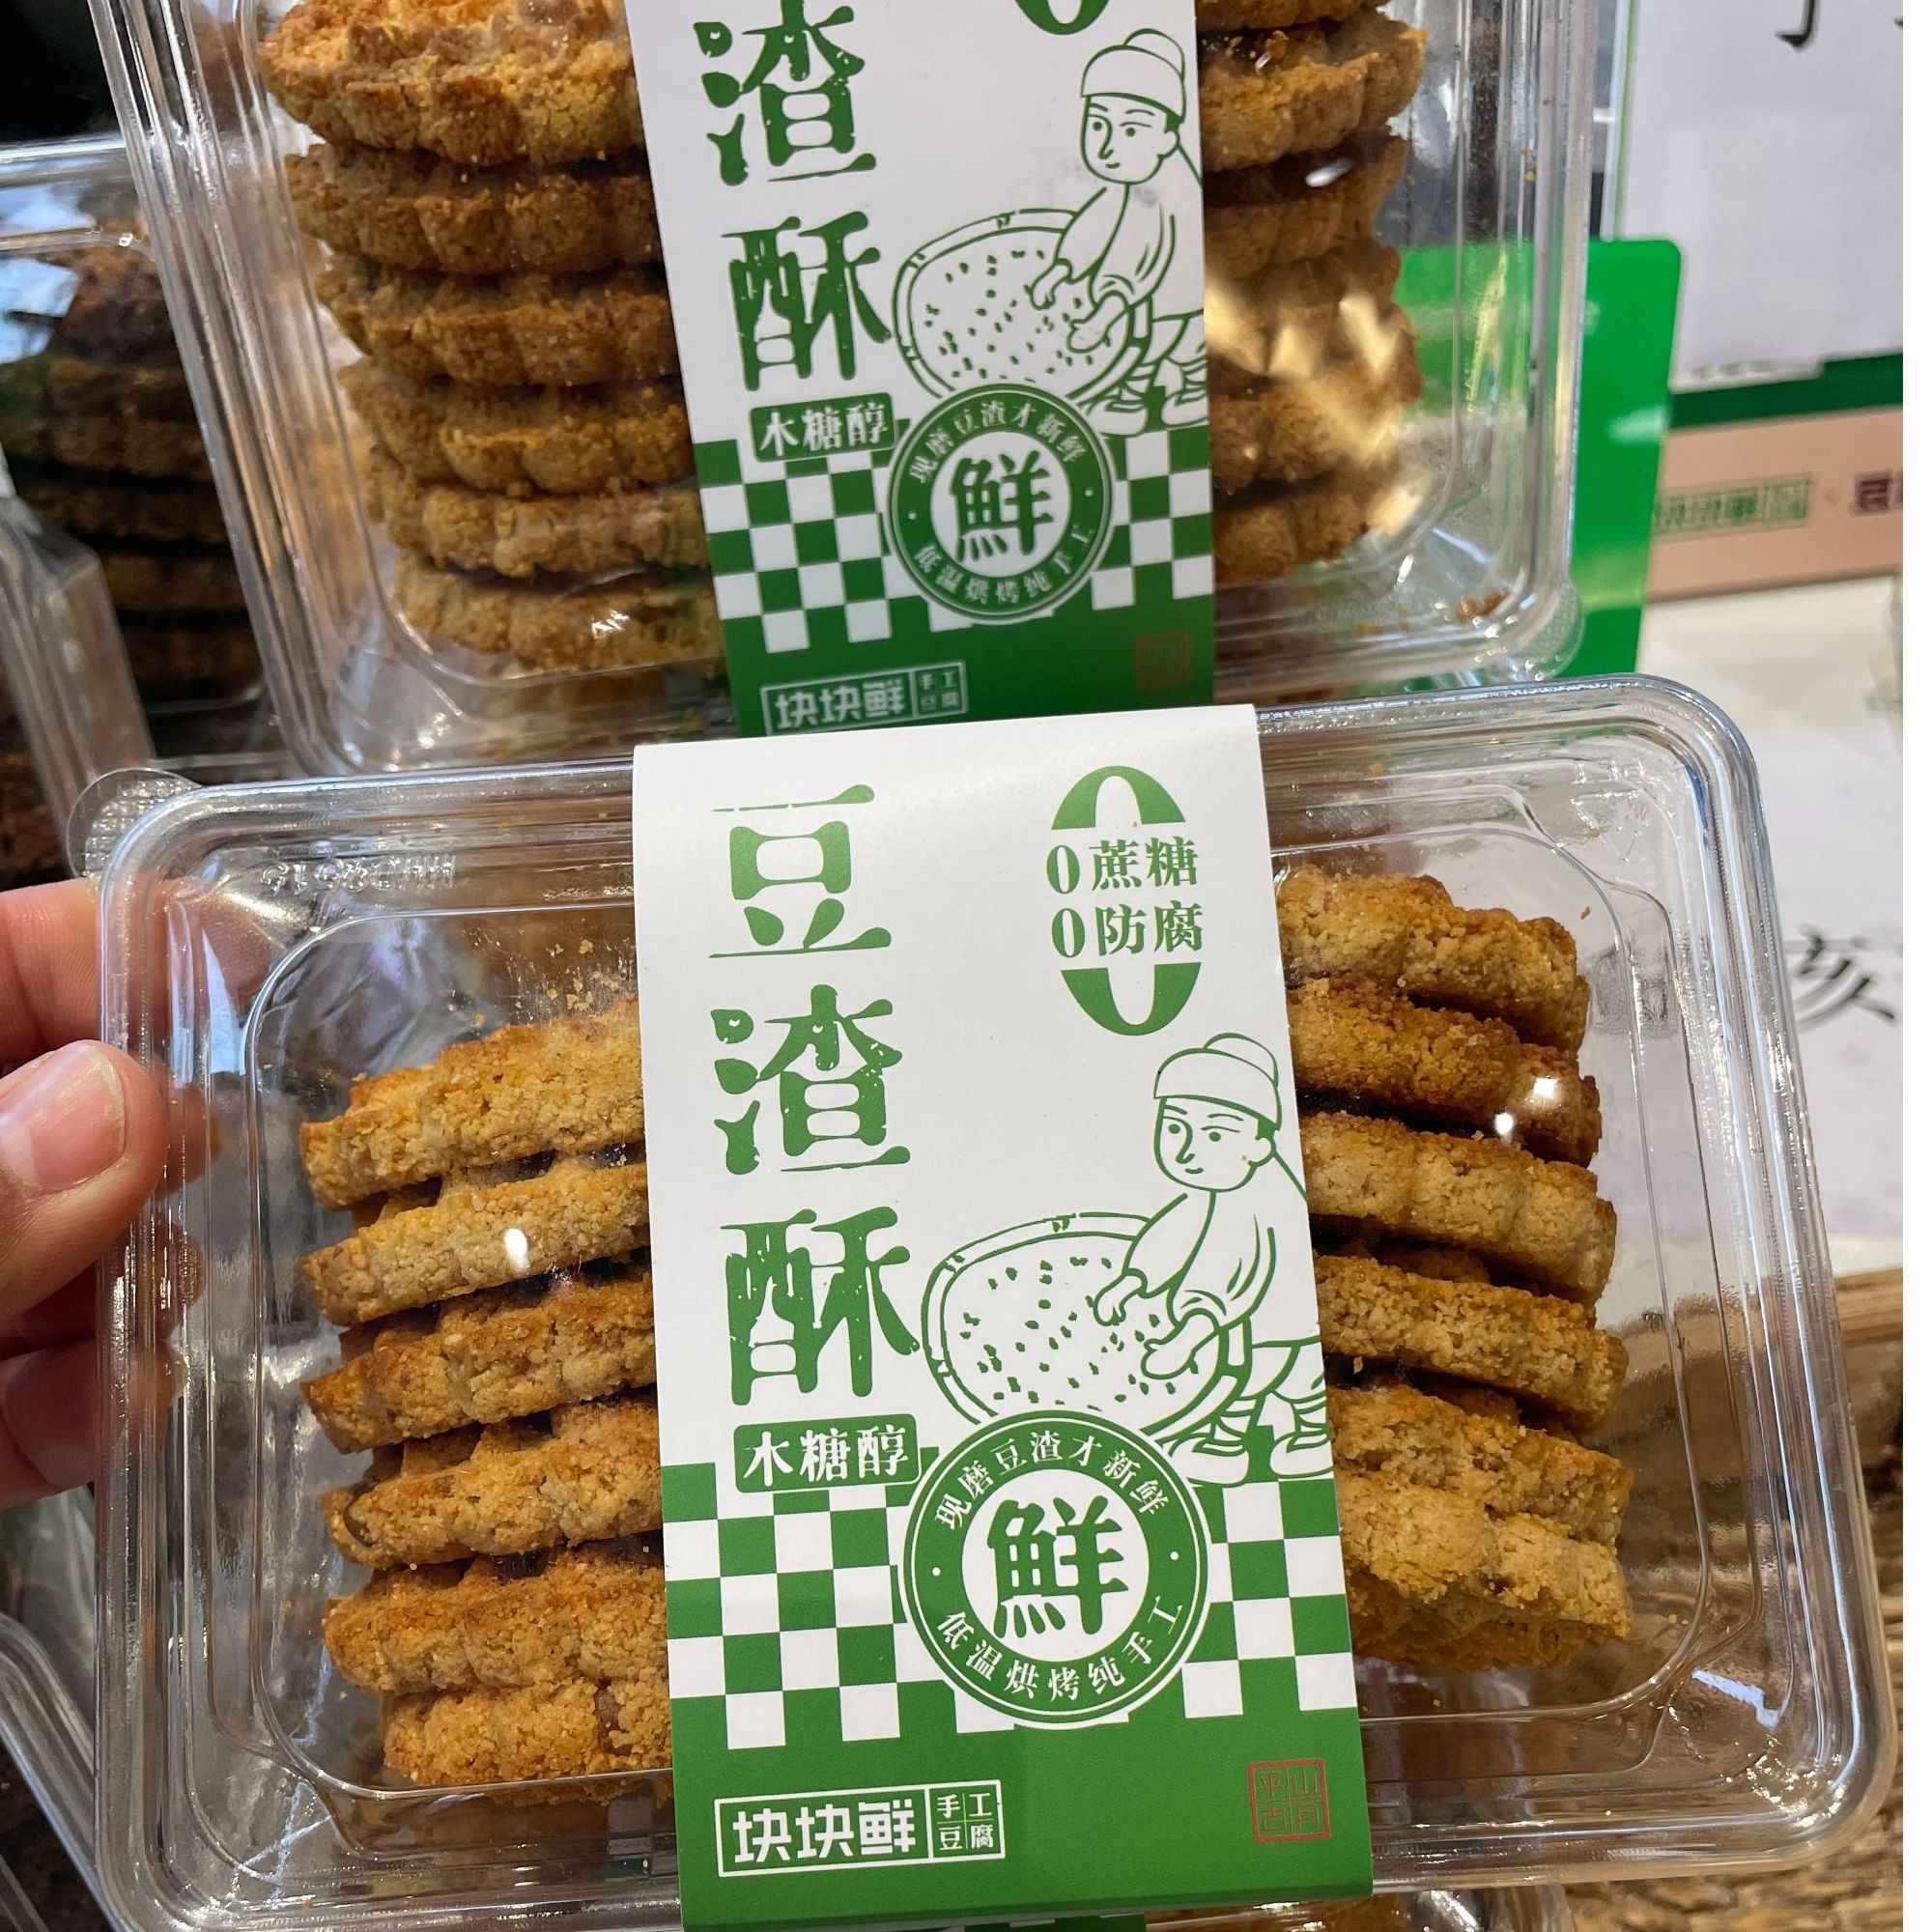 渣
酥
木糖醇
现磨豆渣才新鲜
鮮
低温烘烤纯手工
块块鲜
手工
豆腐
豆
渣
酥
0蔗糖
0防腐
木糖醇
现磨豆渣才新鲜
鮮
低温烘烤纯手工
块块鲜
手工
豆腐